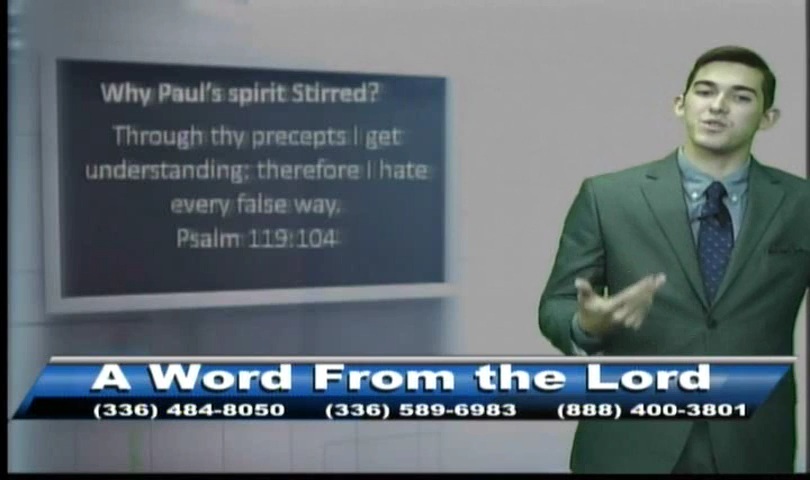 Why Paul's spirit Stirred?
Through thy precepts I get
understanding: therefore I hate
every false way.
Psalm 119:104
A Word From the Lord
(336) 484-8050 (336) 589-6983 (888) 400-3801